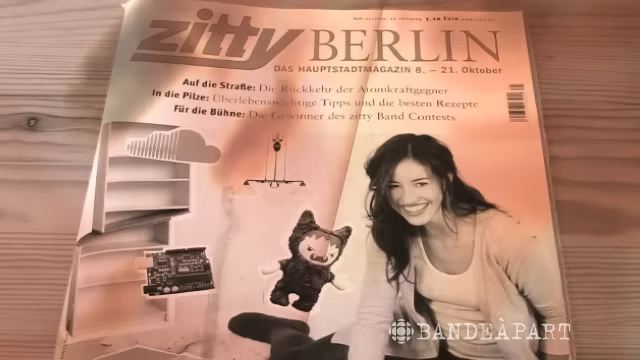 zitty BERLIN
DAS HAUPTSTADTMAGAZIN 8. – 21. Oktober
Auf die Straße: Die Rückkehr der Atomkraftgegner
In die Pilze: Überlebenswichtige Tipps und die besten Rezepte
Für die Bühne: Die Gewinner des zitty Band Contests
BANDEÀPART